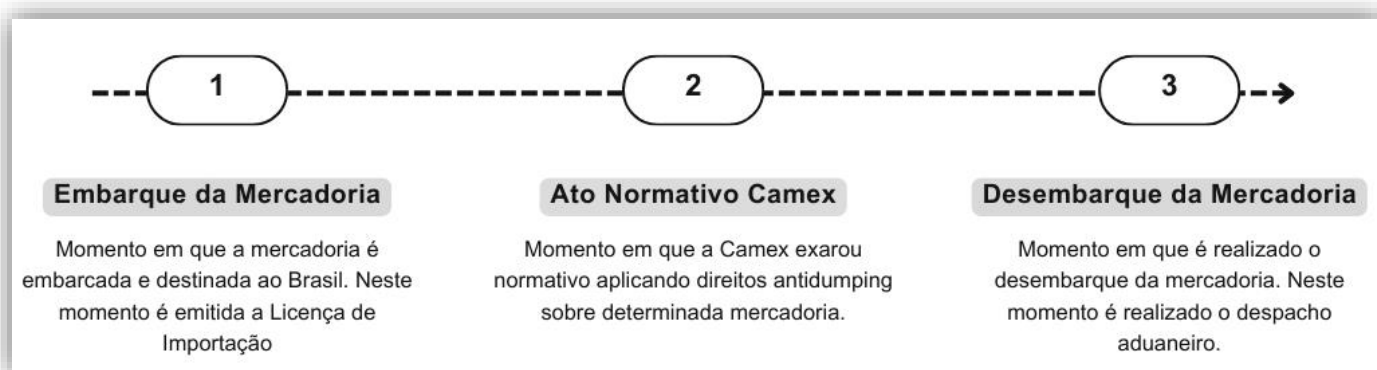 1
2
3
Embarque da Mercadoria
Momento em que a mercadoria é
embarcada e destinada ao Brasil. Neste
momento é emitida a Licença de
Importação
Ato Normativo Camex
Momento em que a Camex exarou
normativo aplicando direitos antidumping
sobre determinada mercadoria.
Desembarque da Mercadoria
Momento em que é realizado o
desembarque da mercadoria. Neste
momento é realizado o despacho
aduaneiro.